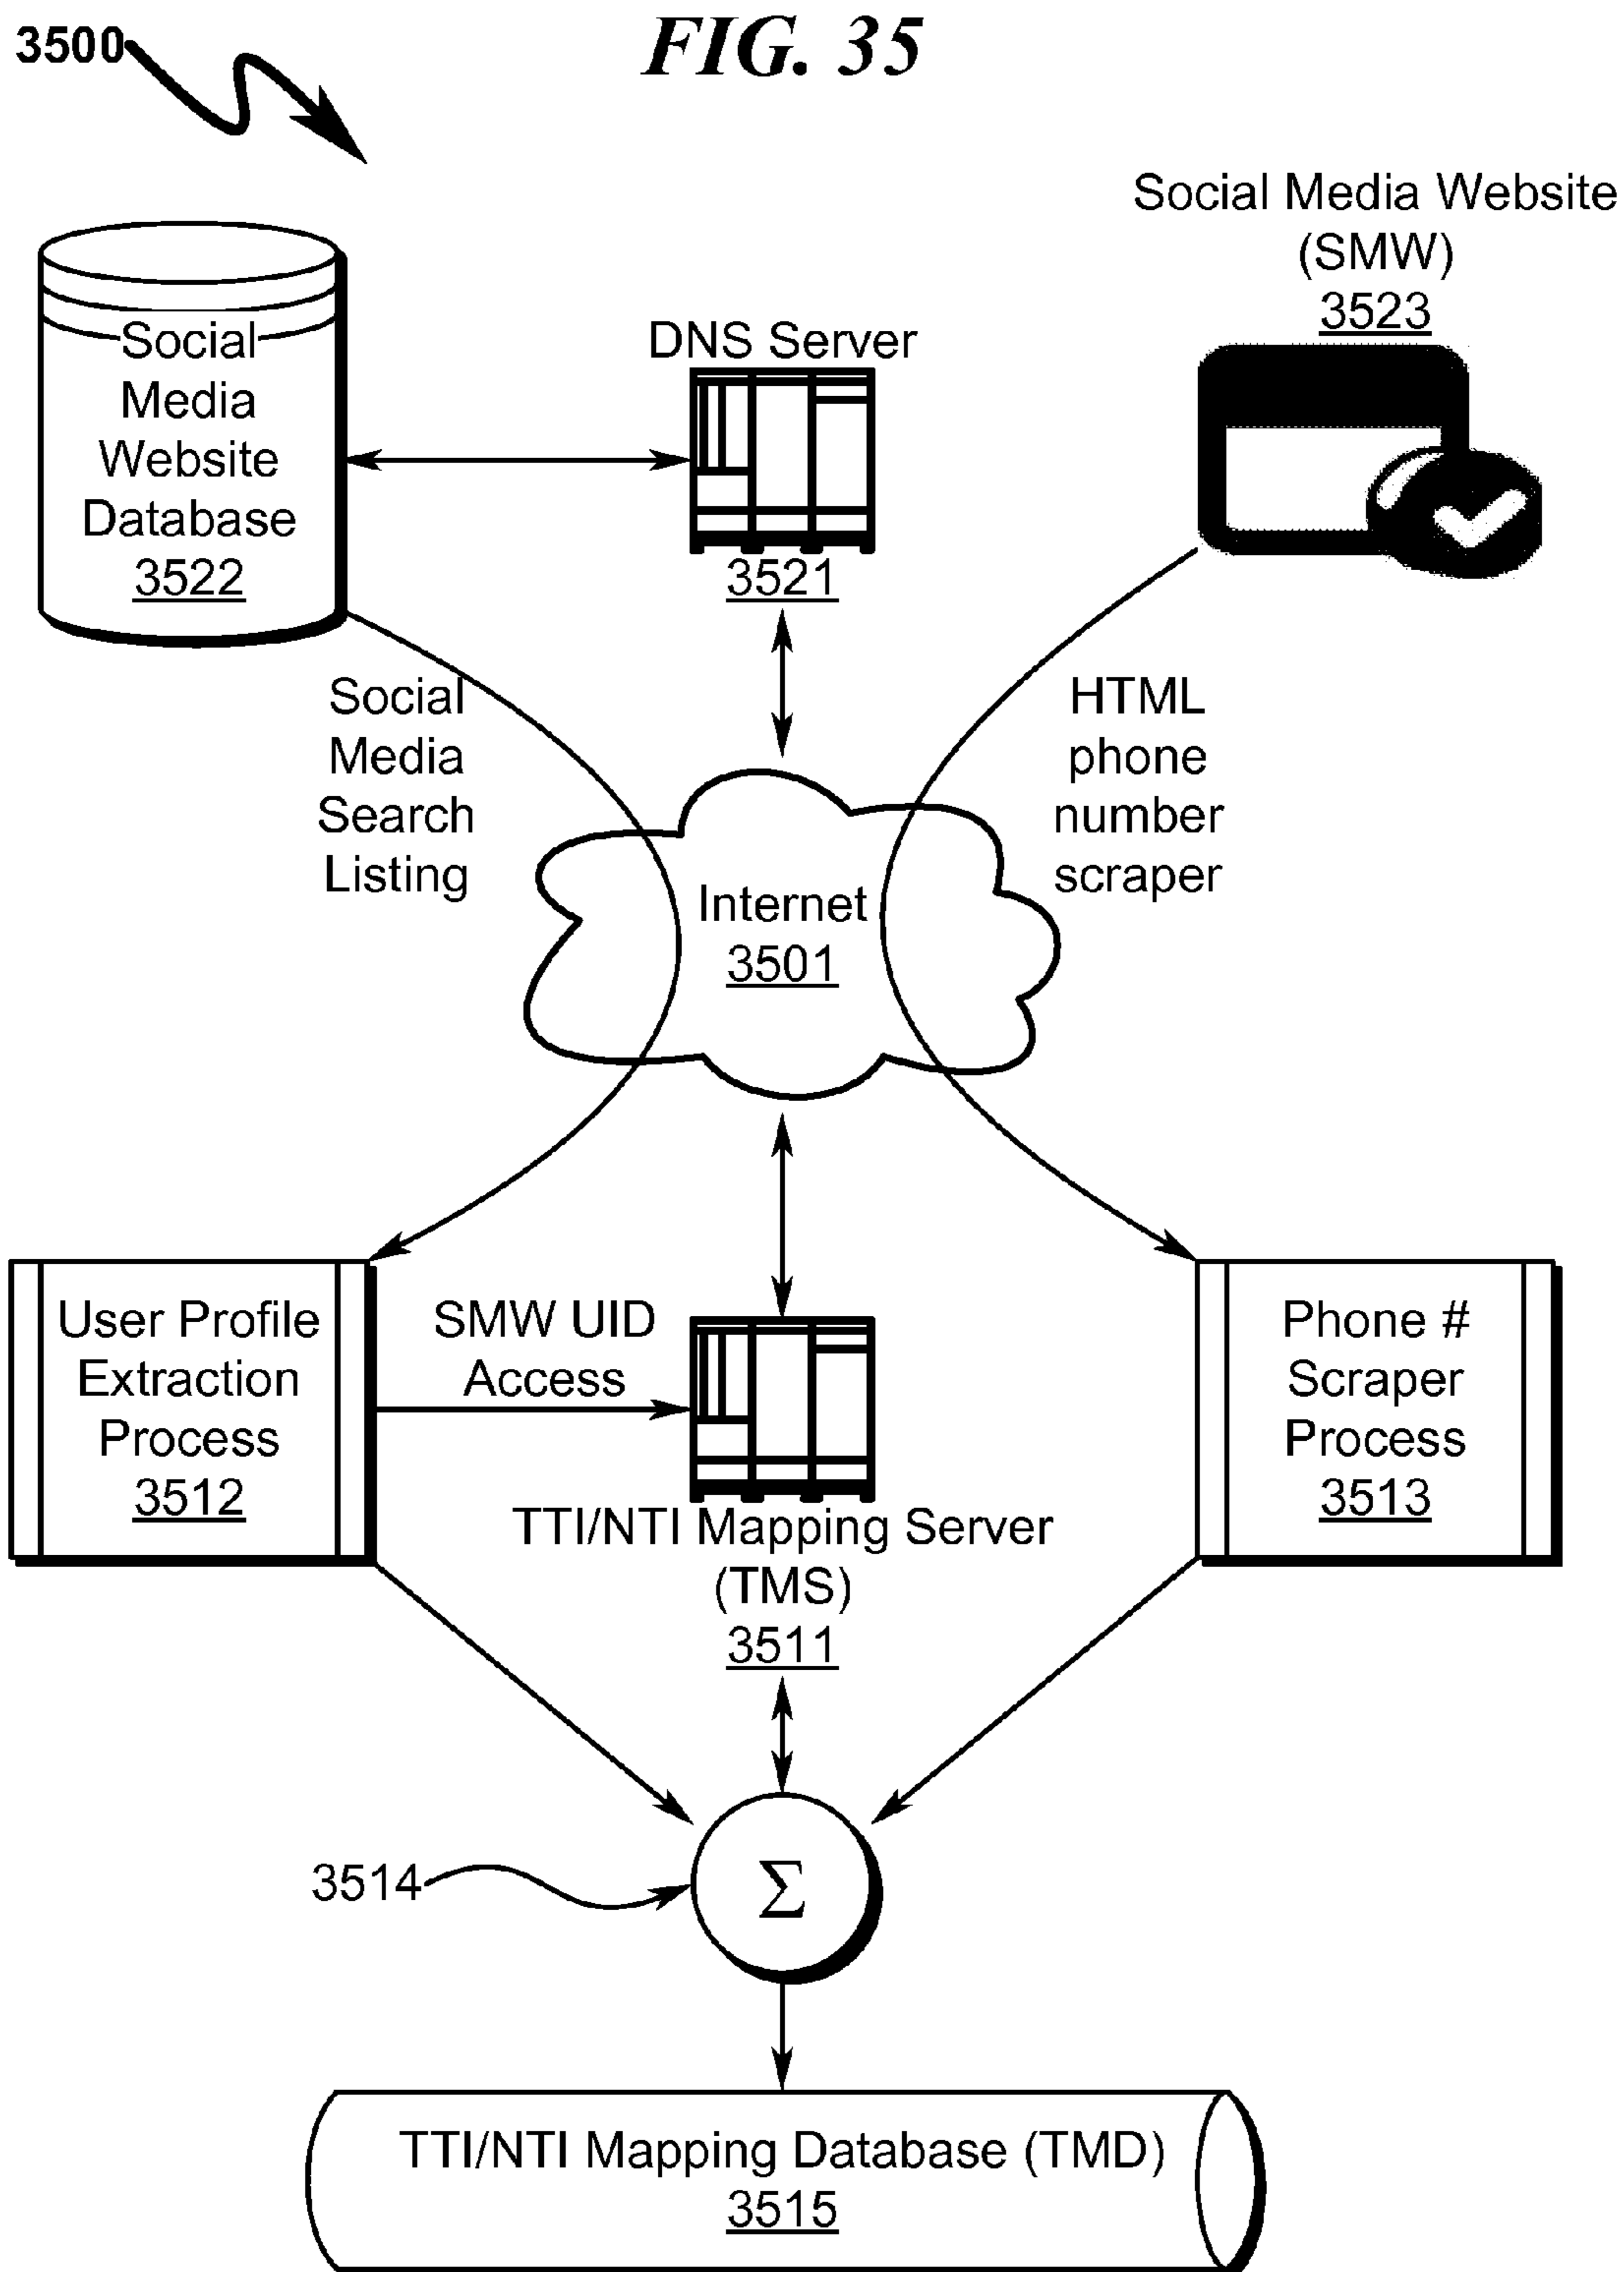 3500
FIG. 35
Social Media Website
(SMW)
3523
Social
Media
Website
Database
3522
DNS Server
3521
Social
Media
Search
Listing
HTML
phone
number
scraper
Internet
3501
User Profile
Extraction
Process
3512
SMW UID
Access
TTI/NTI Mapping Server
(TMS)
3511
Phone #
Scraper
Process
3513
3514
Σ
TTI/NTI Mapping Database (TMD)
3515